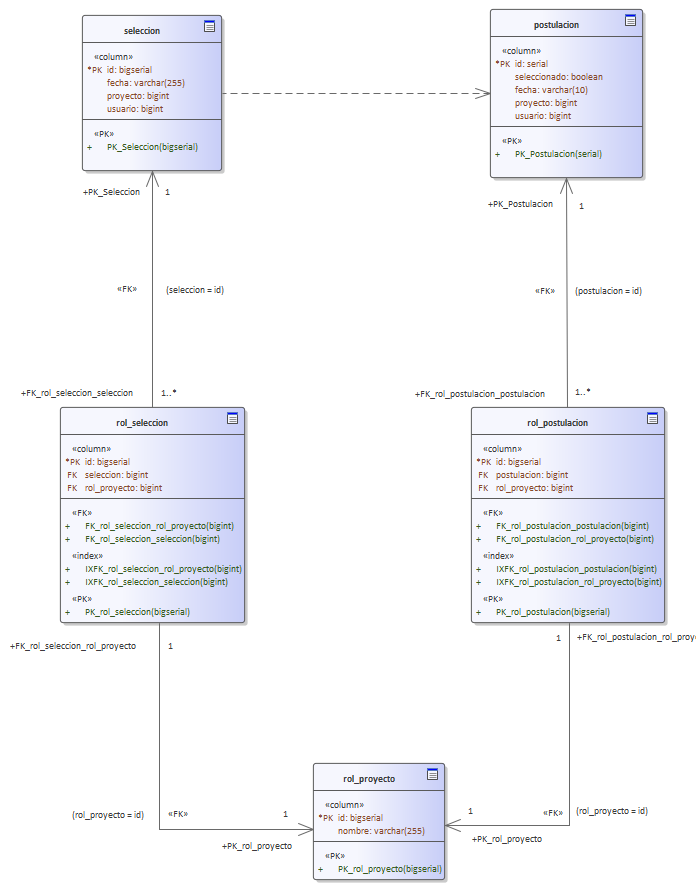 seleccion
«column»
*PK id: bigserial
fecha: varchar(255)
proyecto: bigint
usuario: bigint
«PK»
+ PK_Seleccion(bigserial)
postulacion
«column»
*PK id: serial
seleccionado: boolean
fecha: varchar(10)
proyecto: bigint
usuario: bigint
«PK»
+ PK_Postulacion(serial)
+PK_Seleccion 1
+PK_Postulacion 1
«FK» (seleccion = id)
«FK» (postulacion = id)
+FK_rol_seleccion_seleccion 1..*
+FK_rol_postulacion_postulacion 1..*
rol_seleccion
«column»
*PK id: bigserial
FK seleccion: bigint
FK rol_proyecto: bigint
«FK»
+ FK_rol_seleccion_rol_proyecto(bigint)
+ FK_rol_seleccion_seleccion(bigint)
«index»
+ IXFK_rol_seleccion_rol_proyecto(bigint)
+ IXFK_rol_seleccion_seleccion(bigint)
«PK»
+ PK_rol_seleccion(bigserial)
rol_postulacion
«column»
*PK id: bigserial
FK postulacion: bigint
FK rol_proyecto: bigint
«FK»
+ FK_rol_postulacion_postulacion(bigint)
+ FK_rol_postulacion_rol_proyecto(bigint)
«index»
+ IXFK_rol_postulacion_postulacion(bigint)
+ IXFK_rol_postulacion_rol_proyecto(bigint)
«PK»
+ PK_rol_postulacion(bigserial)
+FK_rol_seleccion_rol_proyecto 1
1 +FK_rol_postulacion_rol_proy
rol_proyecto
«column»
*PK id: bigserial
nombre: varchar(255)
«PK»
+ PK_rol_proyecto(bigserial)
(rol_proyecto = id) «FK» 1
+PK_rol_proyecto
1 «FK» (rol_proyecto = id)
+PK_rol_proyecto